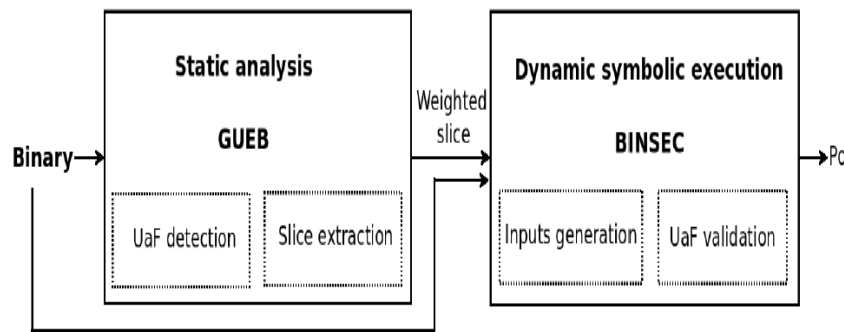 Static analysis
GUEB
Binary
UaF detection
Slice extraction
Weighted
slice
Dynamic symbolic execution
BINSEC
Inputs generation
UaF validation